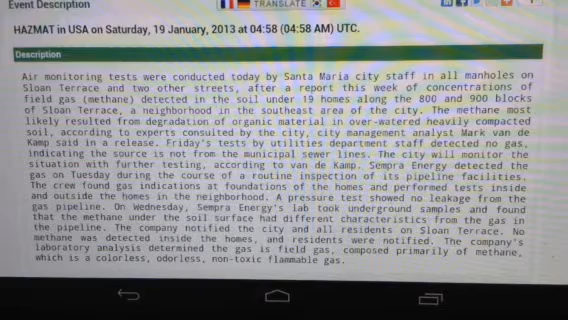 Event Description
TRANSLATE
HAZMAT in USA on Saturday, 19 January, 2013 at 04:58 (04:58 AM) UTC.
Description
Air monitoring tests were conducted today by Santa Maria city staff in all manholes on
Sloan Terrace and two other streets, after a report this week of concentrations of
field gas (methane) detected in the soil under 19 homes along the 800 and 900 blocks
of Sloan Terrace, a neighborhood in the southeast area of the city. The methane most
likely resulted from degradation of organic material in over-watered heavily compacted
soil, according to experts consulted by the city, city management analyst Mark van de
Kamp said in a release. Friday's tests by utilities department staff detected no gas,
indicating the source is not from the municipal sewer lines. The city will monitor the
situation with further testing, according to van de Kamp. Sempra Energy detected the
gas on Tuesday during the course of a routine inspection of its pipeline facilities.
The crew found gas indications at foundations of the homes and performed tests inside
and outside the homes in the neighborhood. A pressure test showed no leakage from the
gas pipeline. On Wednesday, Sempra Energy's lab took underground samples and found
that the methane under the soil surface had different characteristics from the gas in
the pipeline. The company notified the city and all residents on Sloan Terrace. No
methane was detected inside the homes, and residents were notified. The company's
laboratory analysis determined the gas is field gas, composed primarily of methane,
which is a colorless, odorless, non-toxic flammable gas.